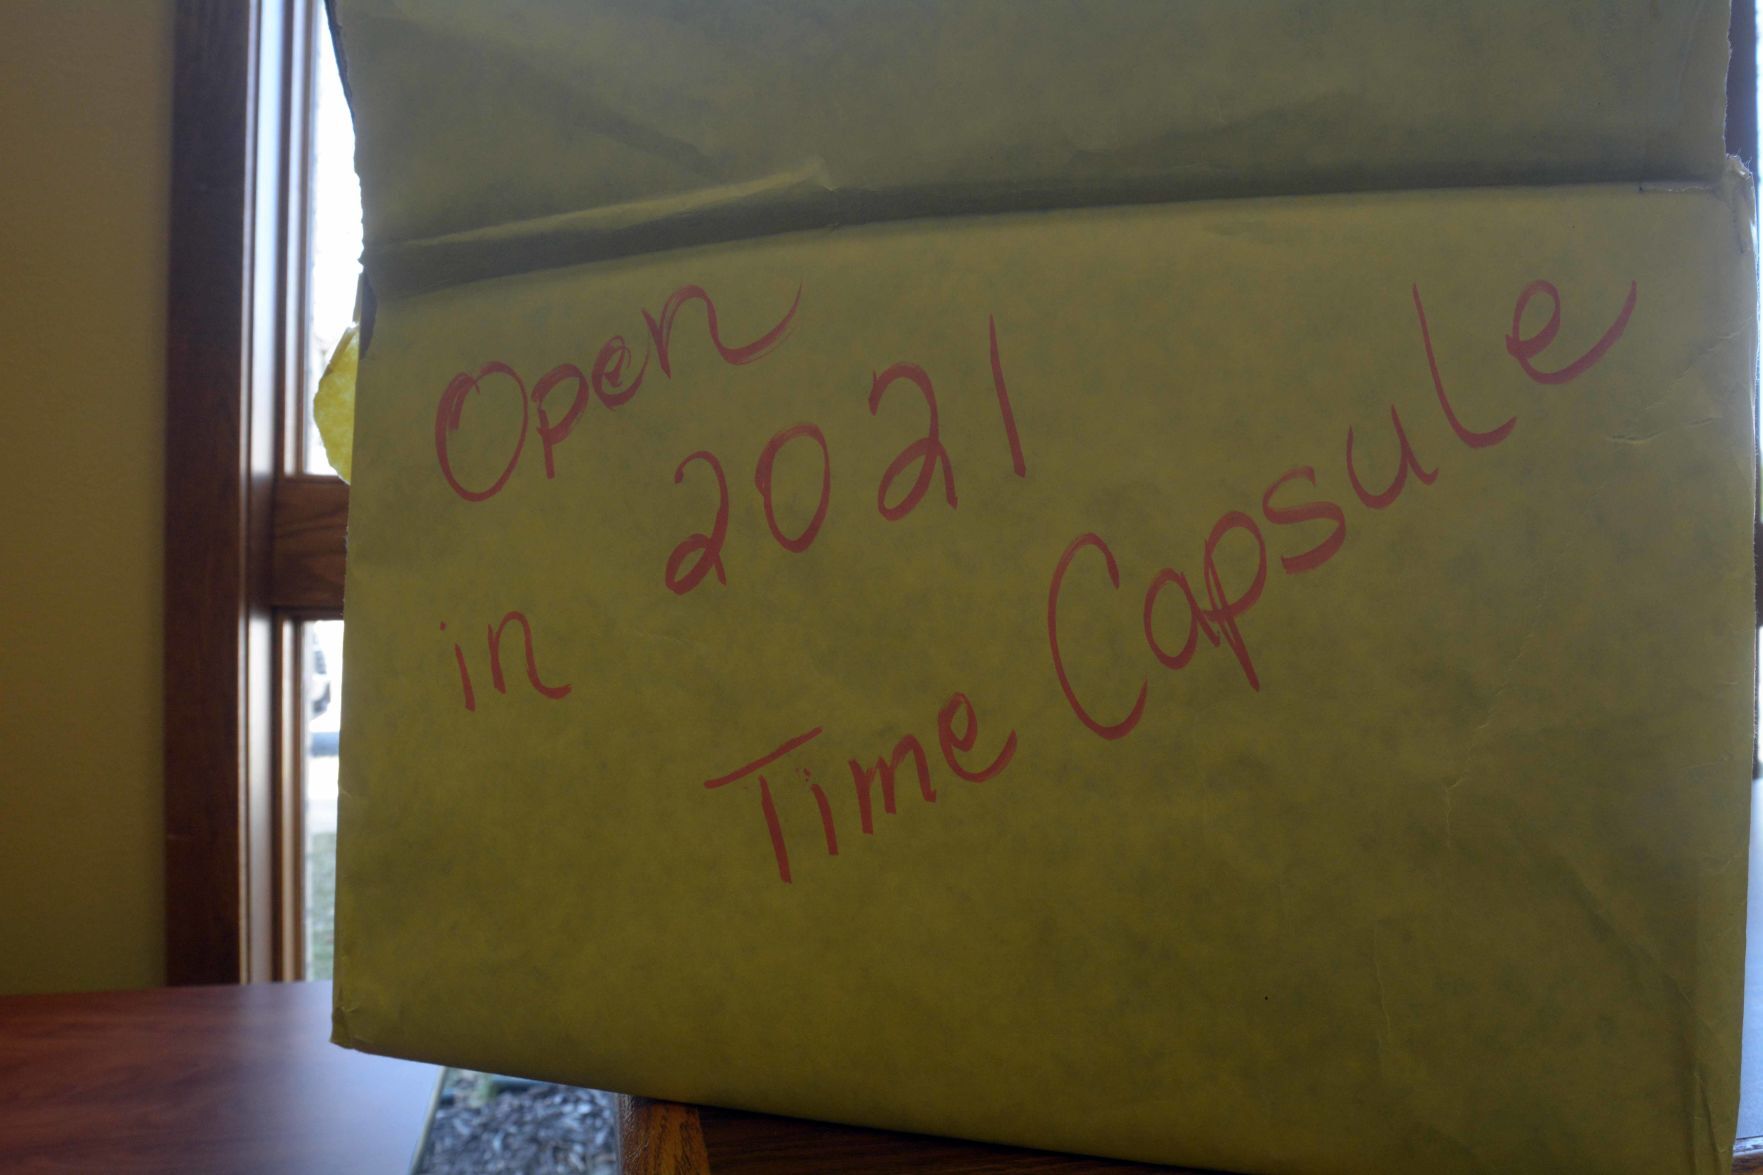 Open
in 2021
Time Capsule